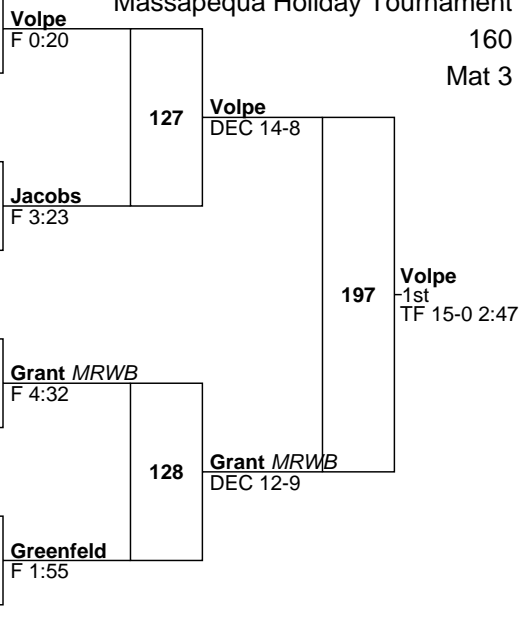 Massapequa Holiday Tournament
160
Mat 3
Volpe
F 0:20
127
Volpe
DEC 14-8
Jacobs
F 3:23
197
Volpe
1st
TF 15-0 2:47
Grant MRWB
F 4:32
128
Grant MRWB
DEC 12-9
Greenfeld
F 1:55